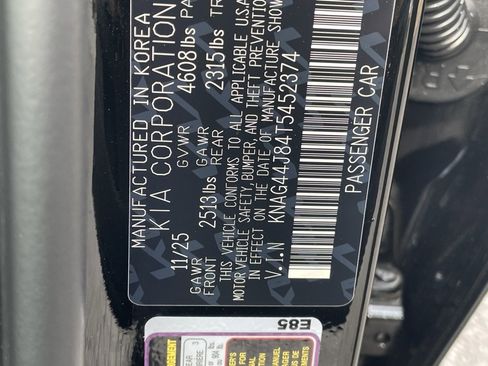 MANUFACTURED IN KOREA
KIA CORPORATION
11/25 GVWR 4608 lbs PA
GAWR FRONT 2513 lbs GAWR REAR 2315 lbs TR
THIS VEHICLE CONFORMS TO ALL APPLICABLE U.S.A
MOTOR VEHICLE SAFETY, BUMPER, AND THEFT PREVENTION
IN EFFECT ON THE DATE OF MANUFACTURE SHOWN
V.I.N KNAG44J84T5452374
PASSENGER CAR
E85